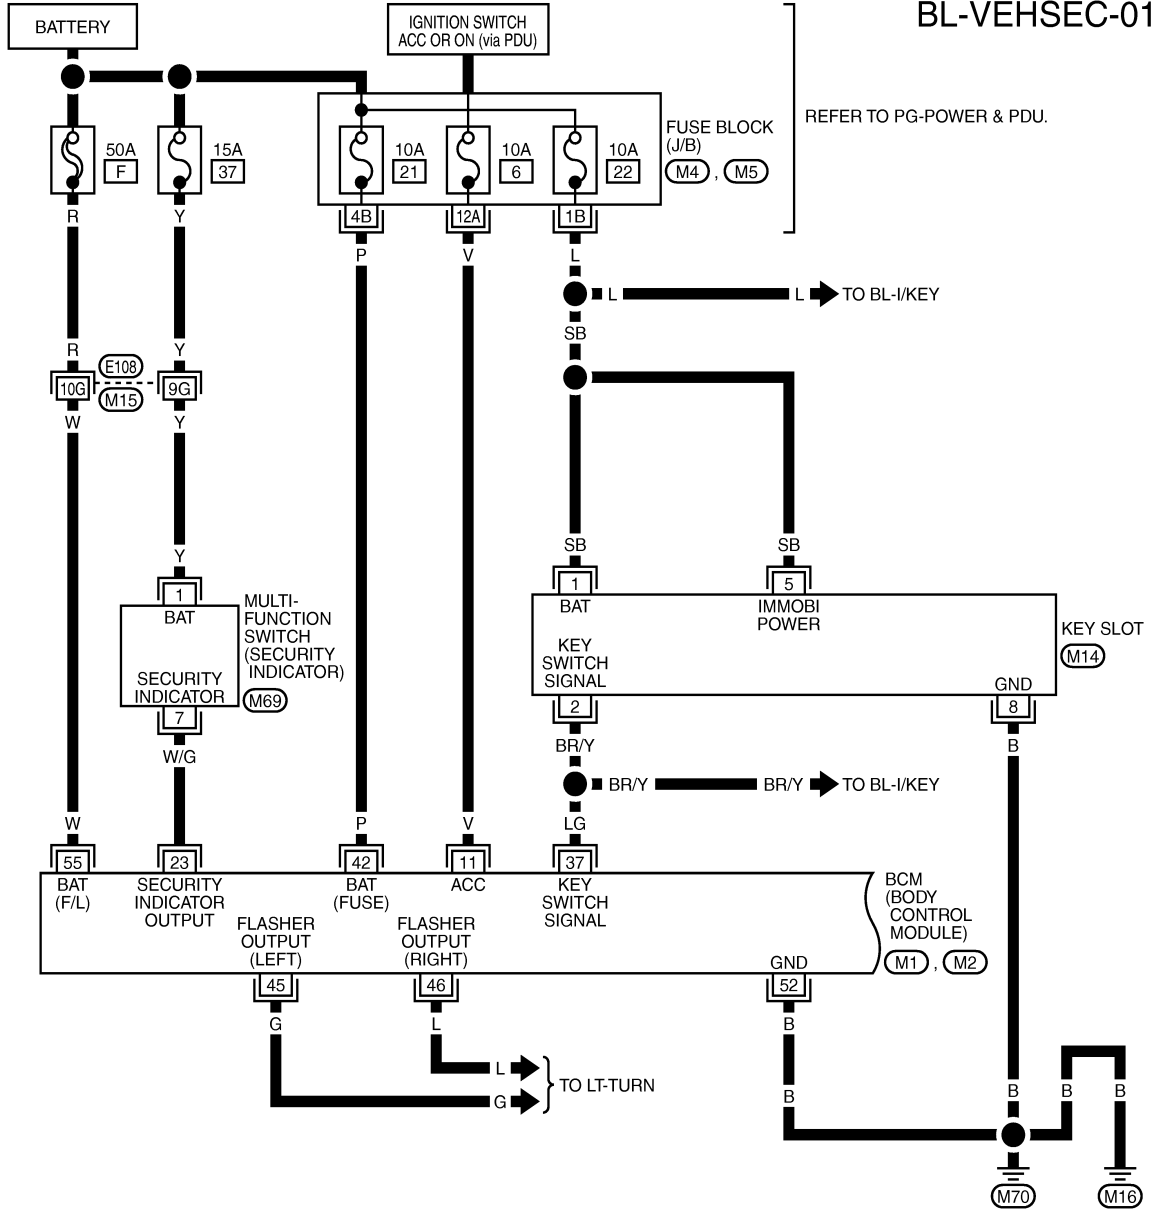 BL-VEHSEC-01
BATTERY
IGNITION SWITCH
ACC OR ON (via PDU)
REFER TO PG-POWER & PDU.
50A
F
15A
37
10A
21
10A
6
10A
22
FUSE BLOCK
(J/B)
M4 , M5
4B
12A
1B
R
Y
P
V
L
L
L
TO BL-I/KEY
SB
R
Y
E108
10G
9G
M15
W
Y
Y
SB
SB
1
BAT
MULTI-
FUNCTION
SWITCH
(SECURITY
INDICATOR)
SECURITY
INDICATOR
M69
7
W/G
1
BAT
5
IMMOBI
POWER
KEY SLOT
M14
KEY
SWITCH
SIGNAL
GND
2
8
BR/Y
B
BR/Y
BR/Y
TO BL-I/KEY
W
P
V
LG
55
23
42
11
37
BAT
(F/L)
SECURITY
INDICATOR
OUTPUT
BAT
(FUSE)
ACC
KEY
SWITCH
SIGNAL
BCM
(BODY
CONTROL
MODULE)
M1 , M2
FLASHER
OUTPUT
(LEFT)
FLASHER
OUTPUT
(RIGHT)
GND
45
46
52
G
L
B
L
G
TO LT-TURN
B
B
B
B
M70
M16